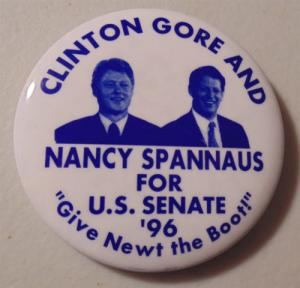 CLINTON GORE AND
NANCY SPANNAUS
FOR
U.S. SENATE
'96
"Give Newt the Boot!"